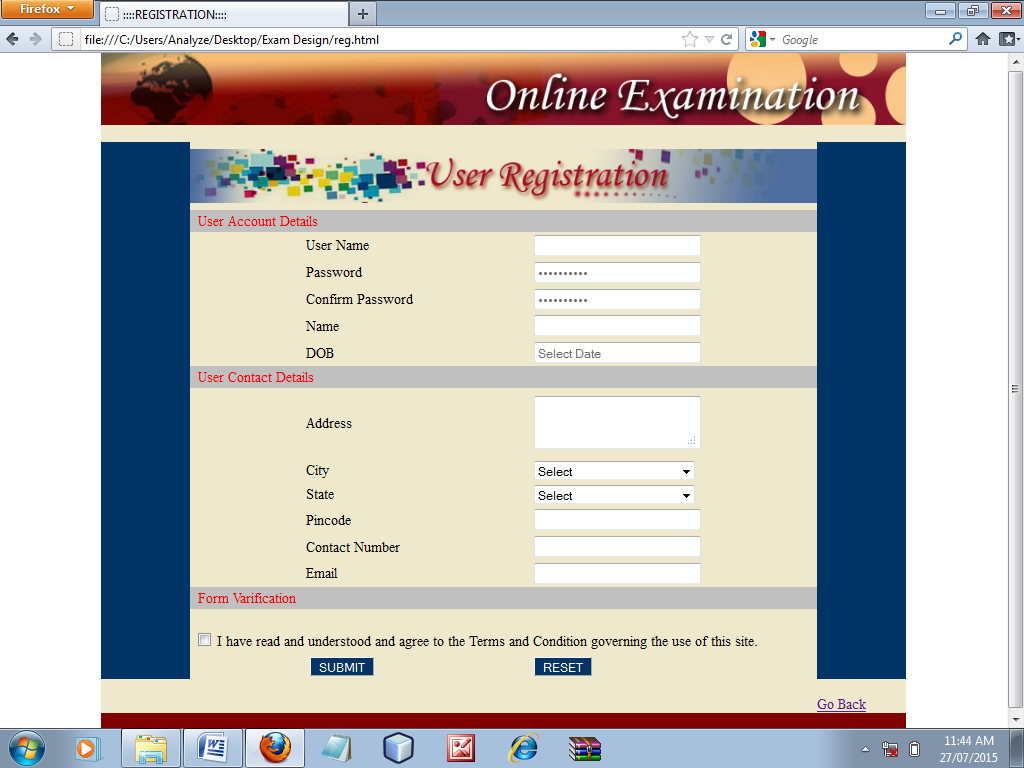 Firefox
::::REGISTRATION::::
file:///C:/Users/Analyze/Desktop/Exam Design/reg.html
Google
Online Examination
User Registration
User Account Details
User Name
Password ••••••••••
Confirm Password ••••••••••
Name
DOB Select Date
User Contact Details
Address
City Select
State Select
Pincode
Contact Number
Email
Form Varification
I have read and understood and agree to the Terms and Condition governing the use of this site.
SUBMIT RESET
Go Back
11:44 AM
27/07/2015